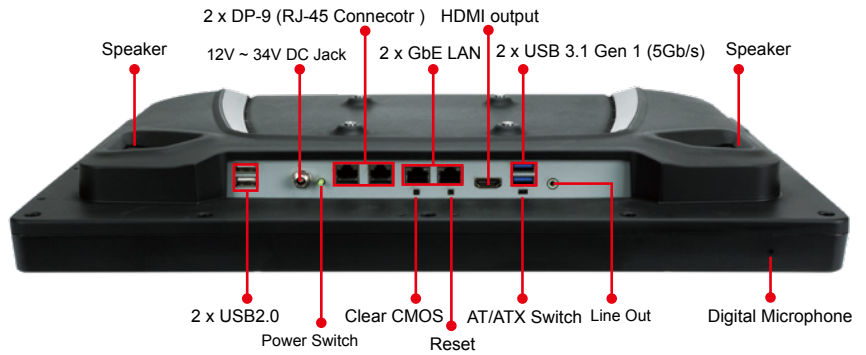 2 x DP-9 (RJ-45 Connecotr )
HDMI output
Speaker
12V ~ 34V DC Jack
2 x GbE LAN
2 x USB 3.1 Gen 1 (5Gb/s)
Speaker
2 x USB2.0
Power Switch
Clear CMOS
Reset
AT/ATX Switch
Line Out
Digital Microphone